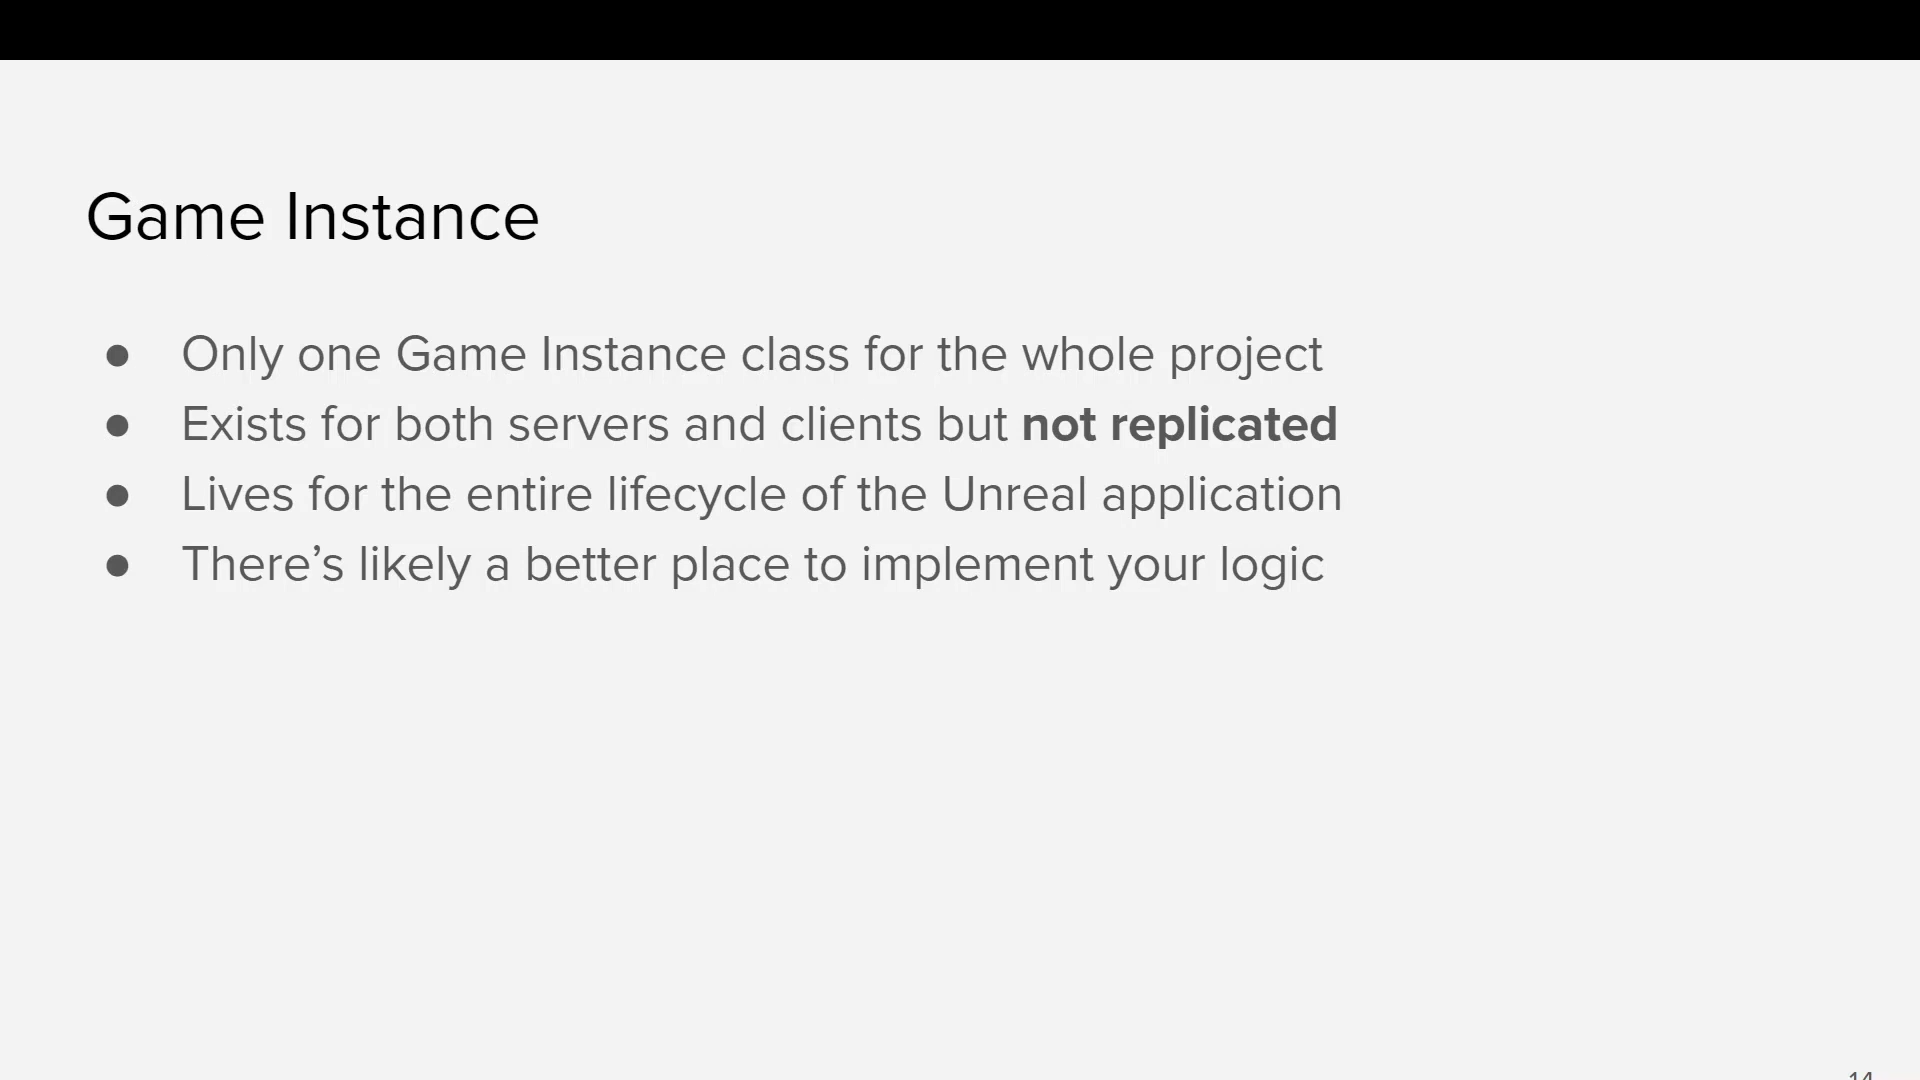 Game Instance
● Only one Game Instance class for the whole project
● Exists for both servers and clients but not replicated
● Lives for the entire lifecycle of the Unreal application
● There’s likely a better place to implement your logic
14